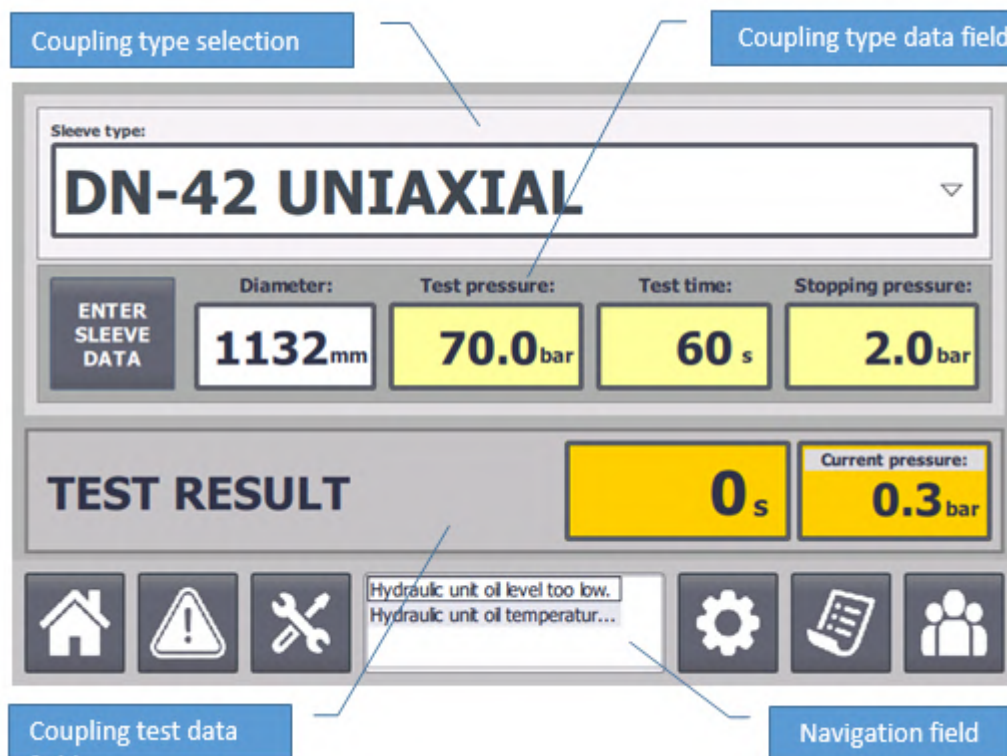 Coupling type selection
Coupling type data field
Sleeve type:
DN-42 UNIAXIAL
ENTER
SLEEVE
DATA
Diameter:
1132mm
Test pressure:
70.0bar
Test time:
60 s
Stopping pressure:
2.0bar
TEST RESULT
0s
Current pressure:
0.3bar
Hydraulic unit oil level too low.
Hydraulic unit oil temperatur...
Coupling test data
Navigation field